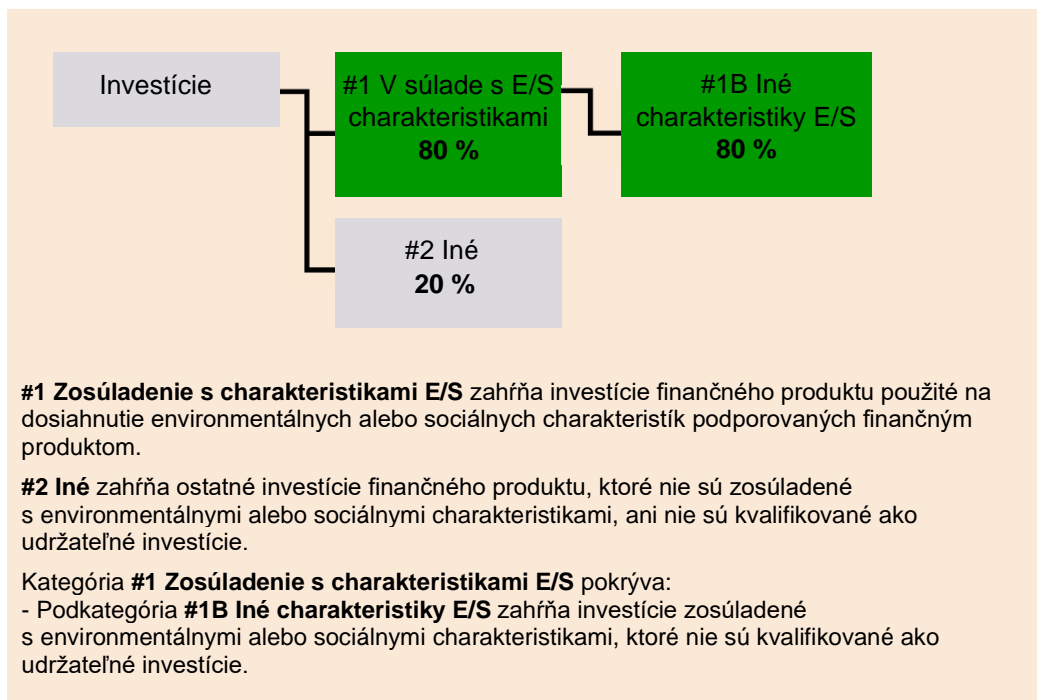 Investície
#1 V súlade s E/S
charakteristikami
80 %
#1B Iné
charakteristiky E/S
80 %
#2 Iné
20 %
#1 Zosúladenie s charakteristikami E/S zahŕňa investície finančného produktu použité na
dosiahnutie environmentálnych alebo sociálnych charakteristík podporovaných finančným
produktom.
#2 Iné zahŕňa ostatné investície finančného produktu, ktoré nie sú zosúladené
s environmentálnymi alebo sociálnymi charakteristikami, ani nie sú kvalifikované ako
udržateľné investície.
Kategória #1 Zosúladenie s charakteristikami E/S pokrýva:
- Podkategória #1B Iné charakteristiky E/S zahŕňa investície zosúladené
s environmentálnymi alebo sociálnymi charakteristikami, ktoré nie sú kvalifikované ako
udržateľné investície.